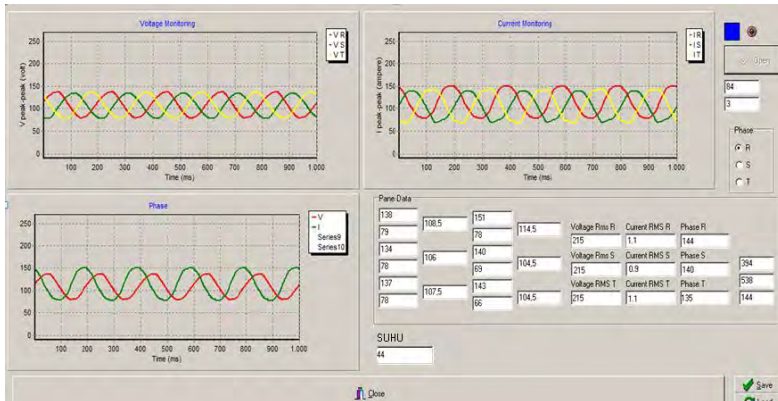 Voltage Monitoring
V peak-peak (volt)
250
200
150
100
50
0
100 200 300 400 500 600 700 800 900 1.000
Time (ms)
V R
V S
V T
Current Monitoring
I peak-peak (ampere)
250
200
150
100
50
0
100 200 300 400 500 600 700 800 900 1.000
Time (ms)
I R
I S
I T
Open
84
3
Phase
R
S
T
Phase
250
200
150
100
50
0
100 200 300 400 500 600 700 800 900 1.000
Time (ms)
V
I
Series9
Series10
Pane Data
138
79
134
78
137
78
108,5
106
107,5
151
78
140
69
143
66
114,5
104,5
104,5
Voltage Rms R Current RMS R Phase R
215 1.1 144
Voltage Rms S Current RMS S Phase S
215 0.9 140
Voltage RMS T Current RMS T Phase T
215 1.1 135
394
538
144
SUHU
44
Close
Save